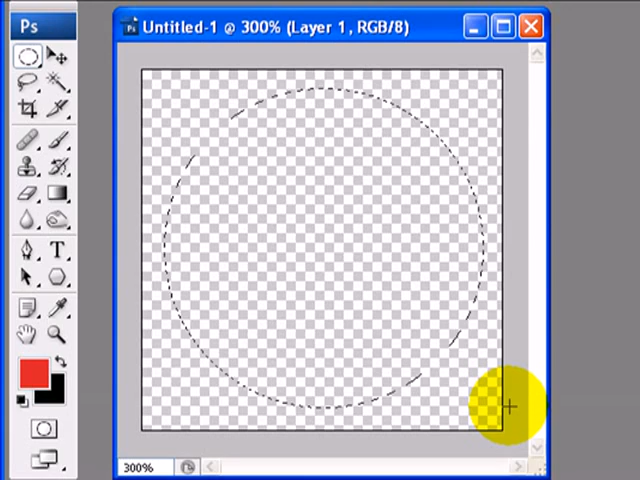 Ps
Untitled-1 @ 300% (Layer 1, RGB/8)
T
300%